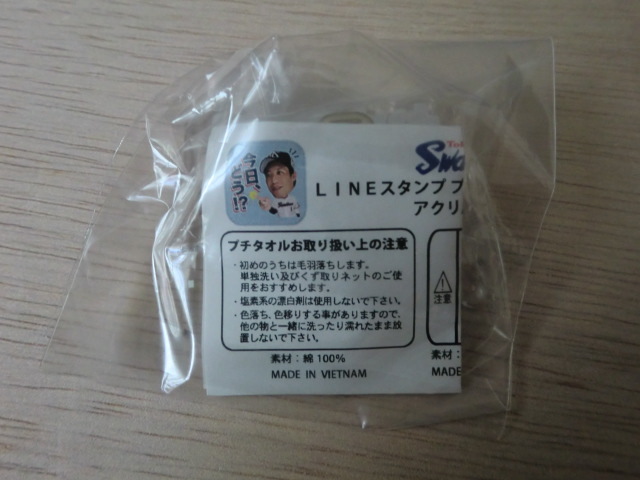 今日、
どう!?
Swa
LINEスタンプ プ
アクリ
プチタオルお取り扱い上の注意
・初めのうちは毛羽落ちします。
単独洗い及びくず取りネットのご使
用をおすすめします。
・塩素系の漂白剤は使用しないで下さい。
・色落ち、色移りする事がありますので、
他の物と一緒に洗ったり濡れたまま放
置しないで下さい。
注意
素材：綿100%
MADE IN VIETNAM
素材：
MADE